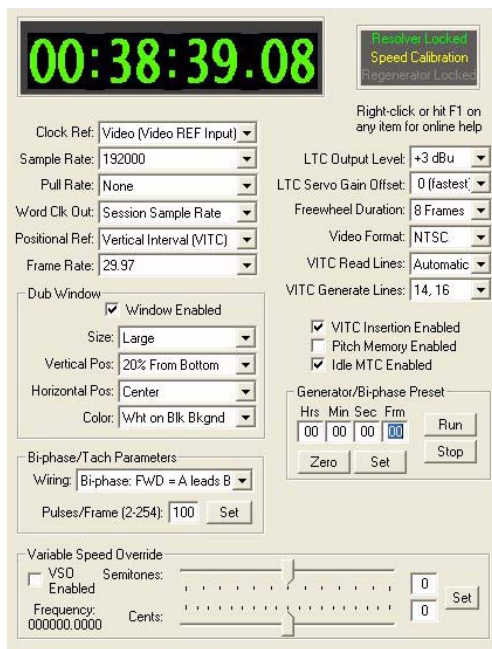 00:38:39.08
Resolver Locked
Speed Calibration
Regenerator Locked
Right-click or hit F1 on
any item for online help
Clock Ref: Video (Video REF Input)
Sample Rate: 192000
Pull Rate: None
Word Clk Out: Session Sample Rate
Positional Ref: Vertical Interval (VITC)
Frame Rate: 29.97
LTC Output Level: +3 dBu
LTC Servo Gain Offset: 0 (fastest)
Freewheel Duration: 8 Frames
Video Format: NTSC
VITC Read Lines: Automatic
VITC Generate Lines: 14, 16
Dub Window
Window Enabled
Size: Large
Vertical Pos: 20% From Bottom
Horizontal Pos: Center
Color: Wht on Blk Bkgnd
VITC Insertion Enabled
Pitch Memory Enabled
Idle MTC Enabled
Generator/Bi-phase Preset
Hrs Min Sec Frm
00 00 00 00
Run
Zero Set Stop
Bi-phase/Tach Parameters
Wiring: Bi-phase: FWD = A leads B
Pulses/Frame (2-254): 100 Set
Variable Speed Override
VSO
Enabled
Semitones: 0
Frequency:
000000.0000
Cents: 0
Set